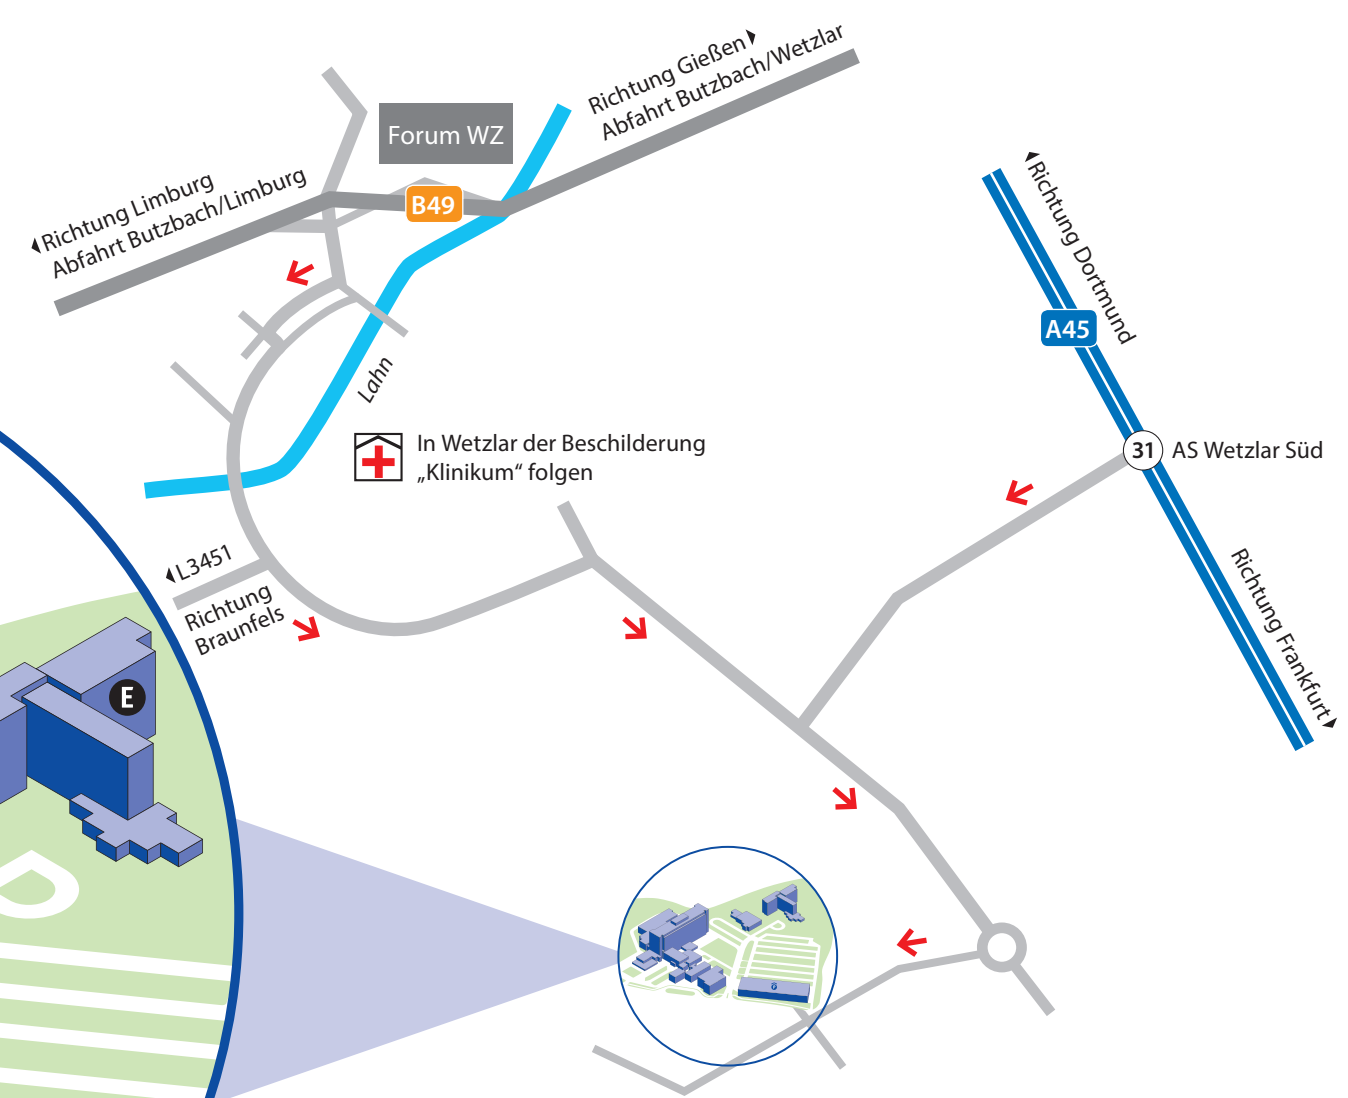 Richtung Gießen
Abfahrt Butzbach/Wetzlar
Forum WZ
Richtung Limburg
Abfahrt Butzbach/Limburg
B49
Richtung Dortmund
A45
Lahn
In Wetzlar der Beschilderung
„Klinikum“ folgen
31 AS Wetzlar Süd
L3451
Richtung
Braunfels
Richtung Frankfurt
E